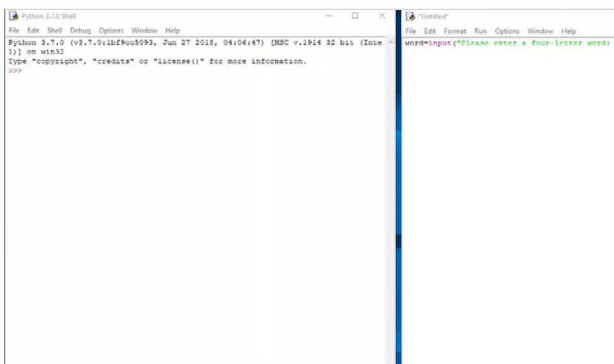 Python 3.7.0 Shell
File Edit Shell Debug Options Window Help
Python 3.7.0 (v3.7.0:1bf9cc5093, Jun 27 2018, 04:06:47) [MSC v.1914 32 bit (Inte
l)] on win32
Type "copyright", "credits" or "license()" for more information.
>>>
*Untitled*
File Edit Format Run Options Window Help
word=input("Please enter a four-letter word: